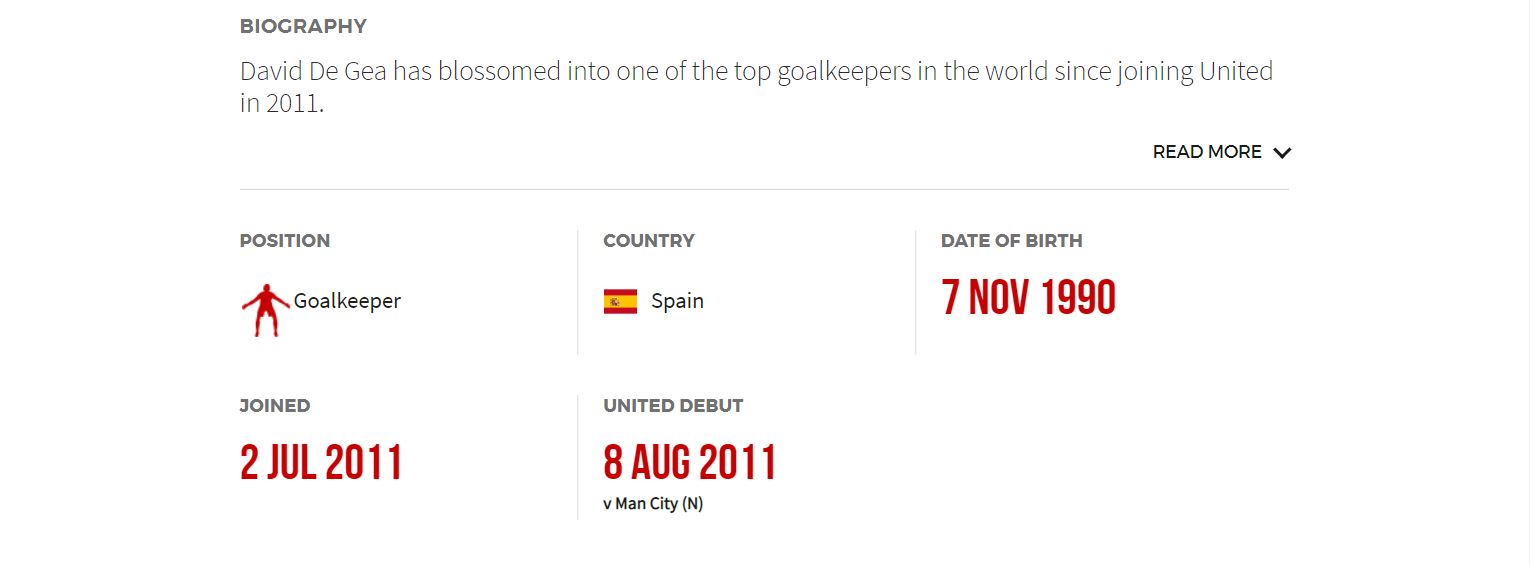 BIOGRAPHY
David De Gea has blossomed into one of the top goalkeepers in the world since joining United
in 2011.
READ MORE
POSITION
Goalkeeper
COUNTRY
Spain
DATE OF BIRTH
7 NOV 1990
JOINED
2 JUL 2011
UNITED DEBUT
8 AUG 2011
v Man City (N)